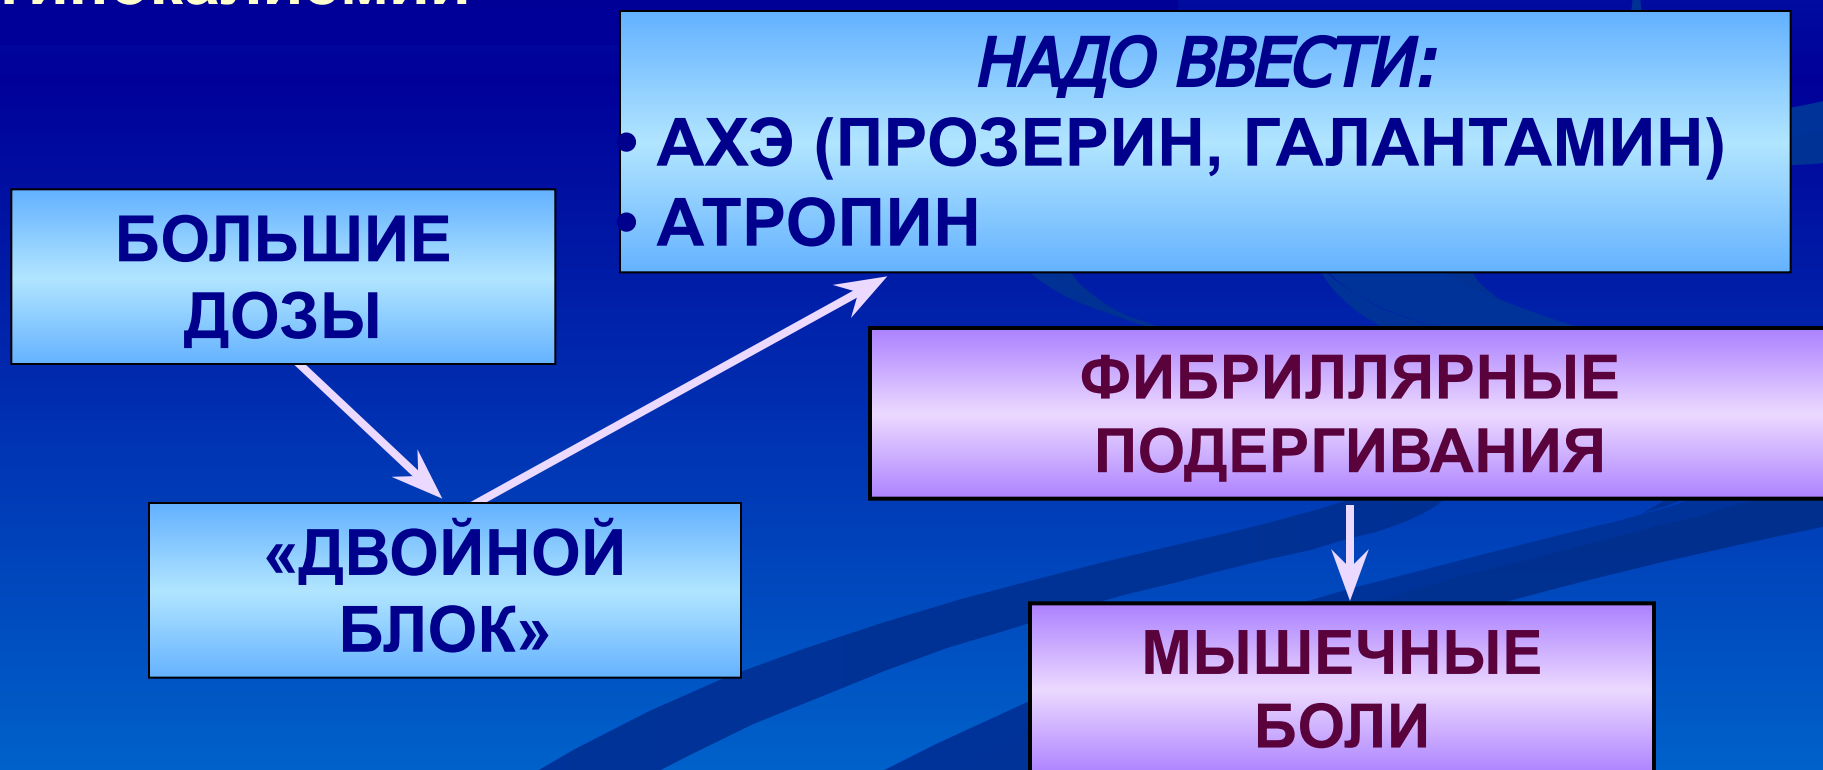 НАДО ВВЕСТИ:
• АХЭ (ПРОЗЕРИН, ГАЛАНТАМИН)
• АТРОПИН
БОЛЬШИЕ
ДОЗЫ
ФИБРИЛЛЯРНЫЕ
ПОДЕРГИВАНИЯ
«ДВОЙНОЙ
БЛОК»
МЫШЕЧНЫЕ
БОЛИ